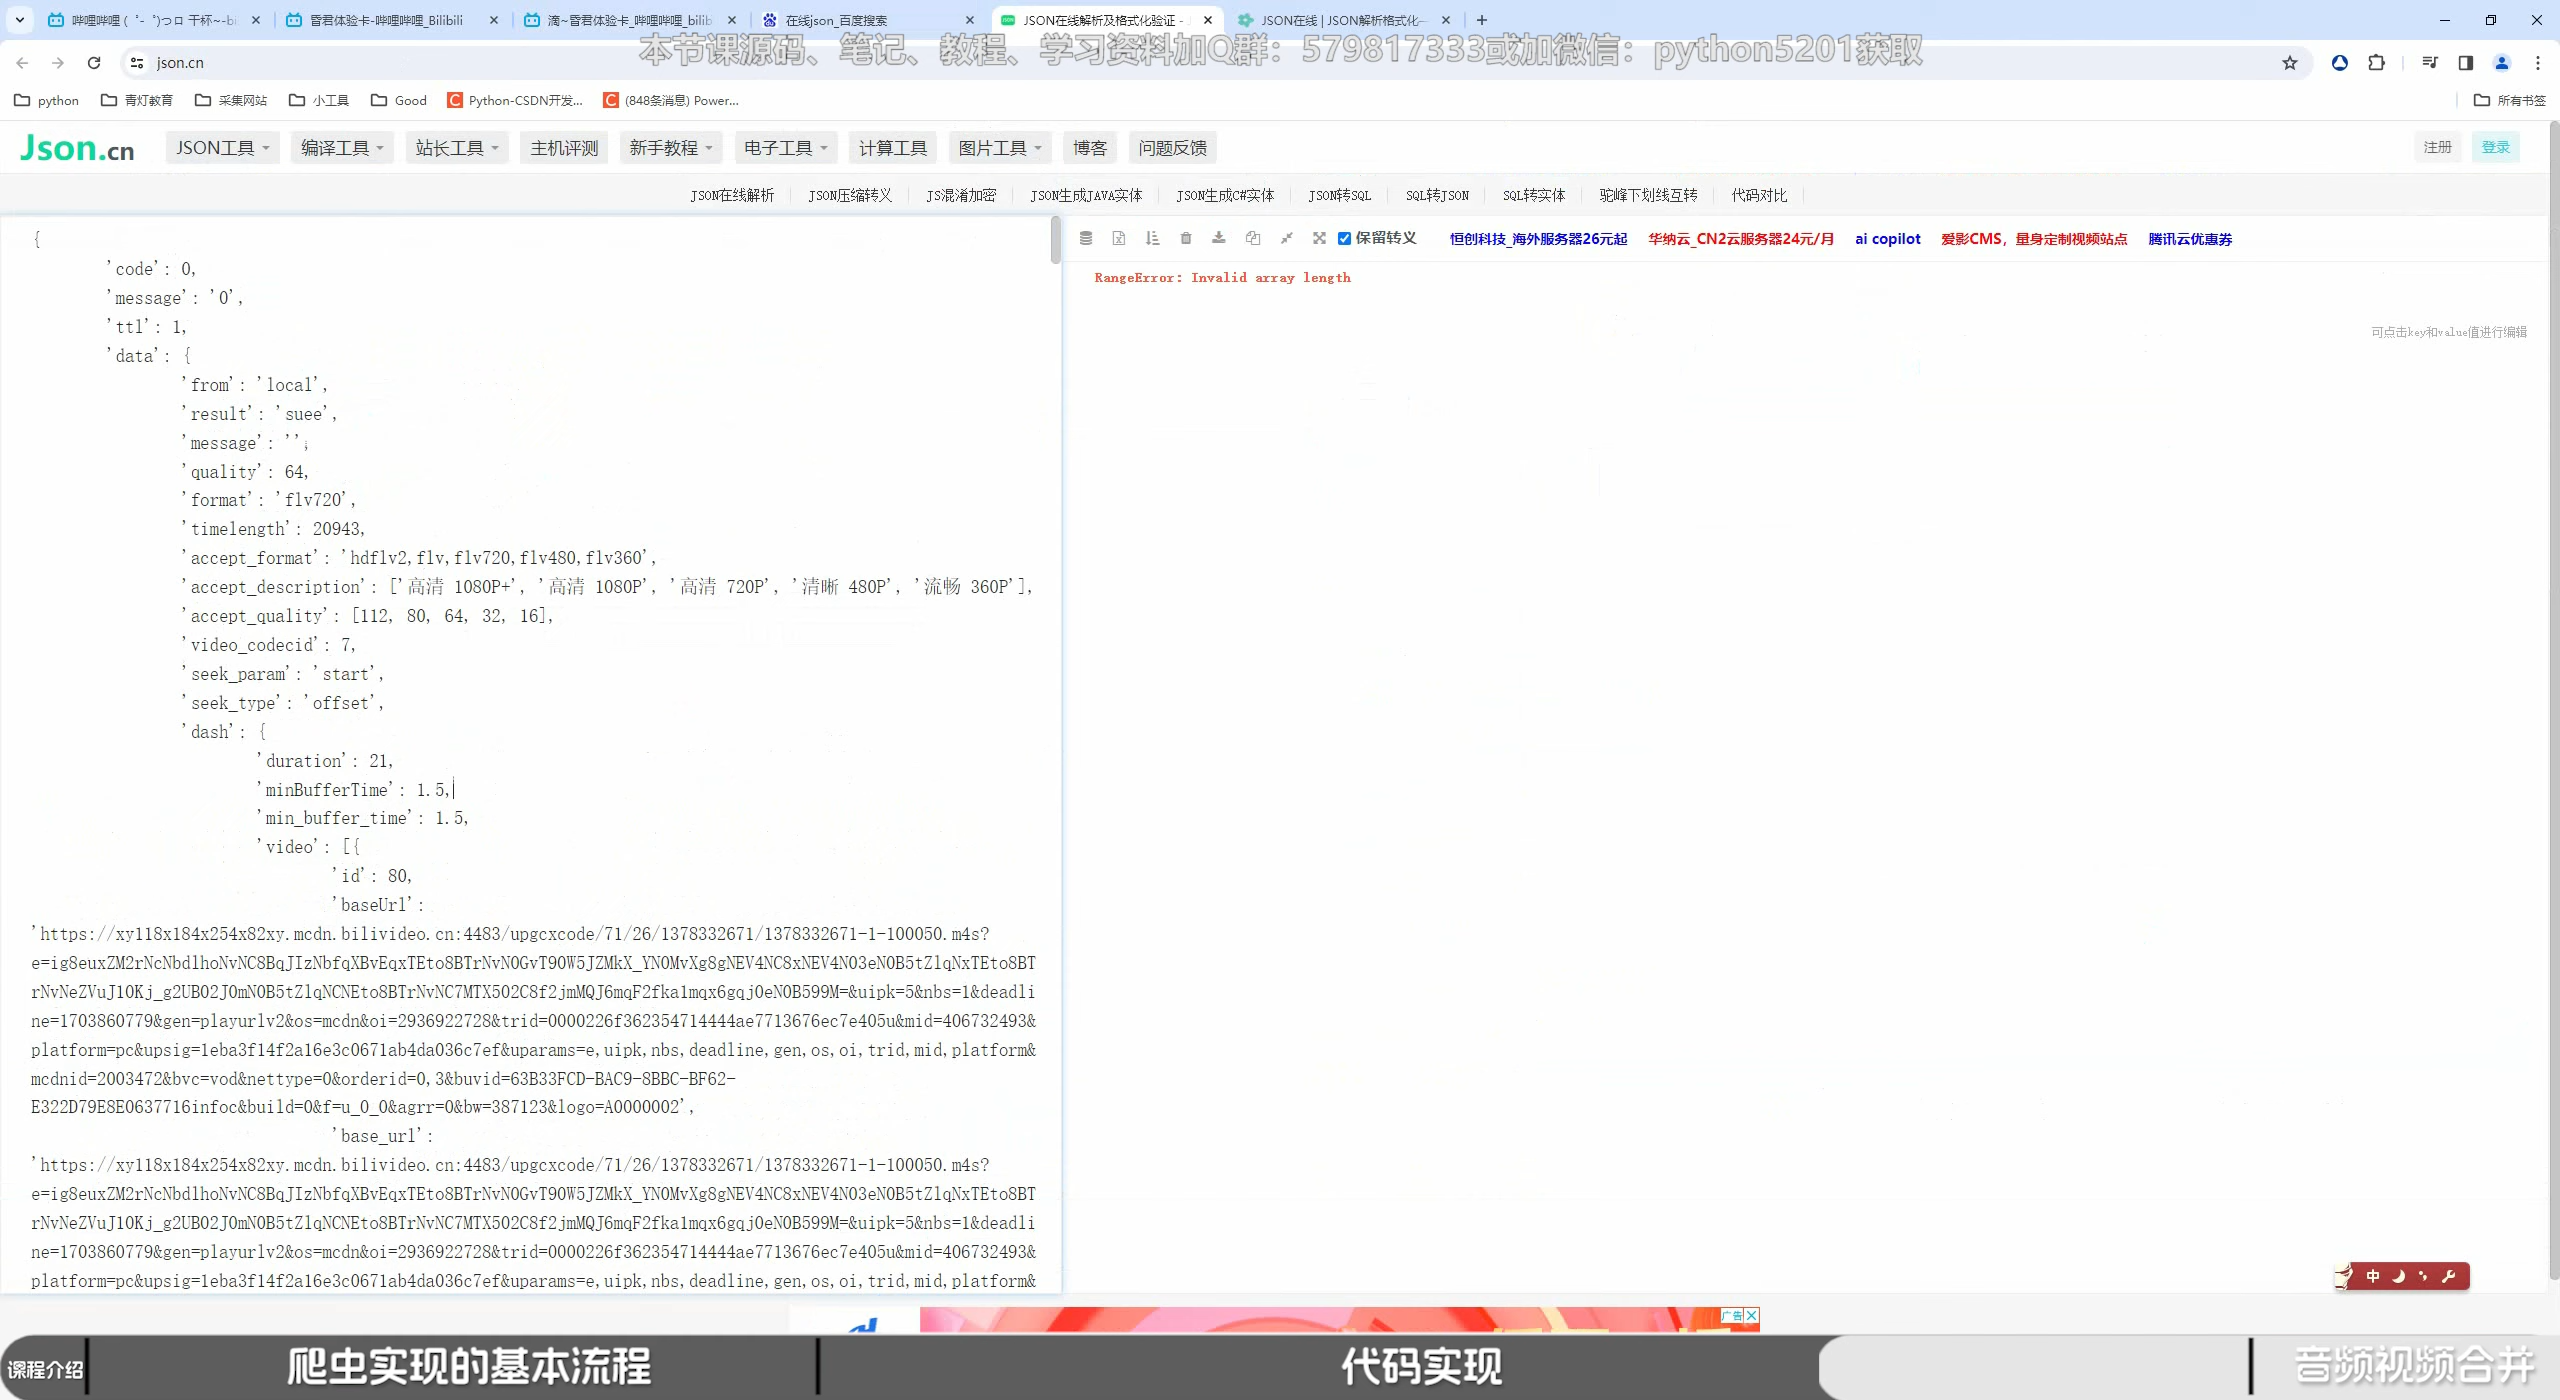 哔哩哔哩 (゜-゜)つロ 干杯~-bi
昏君体验卡-哔哩哔哩_Bilibili
滴~昏君体验卡_哔哩哔哩_bilib
在线json_百度搜索
JSON在线解析及格式化验证 -
JSON在线 | JSON解析格式化—
本节课源码、笔记、教程、学习资料加Q群：579817333或加微信：python5201获取
json.cn
python
青灯教育
采集网站
小工具
Good
Python-CSDN开发...
(848条消息) Power...
所有书签
Json.cn
JSON工具
编译工具
站长工具
主机评测
新手教程
电子工具
计算工具
图片工具
博客
问题反馈
注册
登录
JSON在线解析
JSON压缩转义
JS混淆加密
JSON生成JAVA实体
JSON生成C#实体
JSON转SQL
SQL转JSON
SQL转实体
驼峰下划线互转
代码对比
保留转义
恒创科技_海外服务器26元起
华纳云_CN2云服务器24元/月
ai copilot
爱影CMS，量身定制视频站点
腾讯云优惠券
RangeError: Invalid array length
可点击key和value值进行编辑
{
'code': 0,
'message': '0',
'ttl': 1,
'data': {
'from': 'local',
'result': 'suee',
'message': '',
'quality': 64,
'format': 'flv720',
'timelength': 20943,
'accept_format': 'hdflv2,flv,flv720,flv480,flv360',
'accept_description': ['高清 1080P+', '高清 1080P', '高清 720P', '清晰 480P', '流畅 360P'],
'accept_quality': [112, 80, 64, 32, 16],
'video_codecid': 7,
'seek_param': 'start',
'seek_type': 'offset',
'dash': {
'duration': 21,
'minBufferTime': 1.5,
'min_buffer_time': 1.5,
'video': [{
'id': 80,
'baseUrl':
'https://xy118x184x254x82xy.mcdn.bilivideo.cn:4483/upgcxcode/71/26/1378332671/1378332671-1-100050.m4s?
e=ig8euxZM2rNcNbdlhoNvNC8BqJIzNbfqXBvEqxTEto8BTrNvN0GvT90W5JZMkX_YN0MvXg8gNEV4NC8xNEV4N03eN0B5tZlqNxTEto8BT
rNvNeZVuJ10Kj_g2UB02J0mN0B5tZlqNCNEto8BTrNvNC7MTX502C8f2jmMQJ6mqF2fka1mqx6gqj0eN0B599M=&uipk=5&nbs=1&deadli
ne=1703860779&gen=playurlv2&os=mcdn&oi=2936922728&trid=0000226f362354714444ae7713676ec7e405u&mid=406732493&
platform=pc&upsig=1eba3f14f2a16e3c0671ab4da036c7ef&uparams=e,uipk,nbs,deadline,gen,os,oi,trid,mid,platform&
mcdnid=2003472&bvc=vod&nettype=0&orderid=0,3&buvid=63B33FCD-BAC9-8BBC-BF62-
E322D79E8E0637716infoc&build=0&f=u_0_0&agrr=0&bw=387123&logo=A0000002',
'base_url':
'https://xy118x184x254x82xy.mcdn.bilivideo.cn:4483/upgcxcode/71/26/1378332671/1378332671-1-100050.m4s?
e=ig8euxZM2rNcNbdlhoNvNC8BqJIzNbfqXBvEqxTEto8BTrNvN0GvT90W5JZMkX_YN0MvXg8gNEV4NC8xNEV4N03eN0B5tZlqNxTEto8BT
rNvNeZVuJ10Kj_g2UB02J0mN0B5tZlqNCNEto8BTrNvNC7MTX502C8f2jmMQJ6mqF2fka1mqx6gqj0eN0B599M=&uipk=5&nbs=1&deadli
ne=1703860779&gen=playurlv2&os=mcdn&oi=2936922728&trid=0000226f362354714444ae7713676ec7e405u&mid=406732493&
platform=pc&upsig=1eba3f14f2a16e3c0671ab4da036c7ef&uparams=e,uipk,nbs,deadline,gen,os,oi,trid,mid,platform&
中
广告
课程介绍
爬虫实现的基本流程
代码实现
音频视频合并